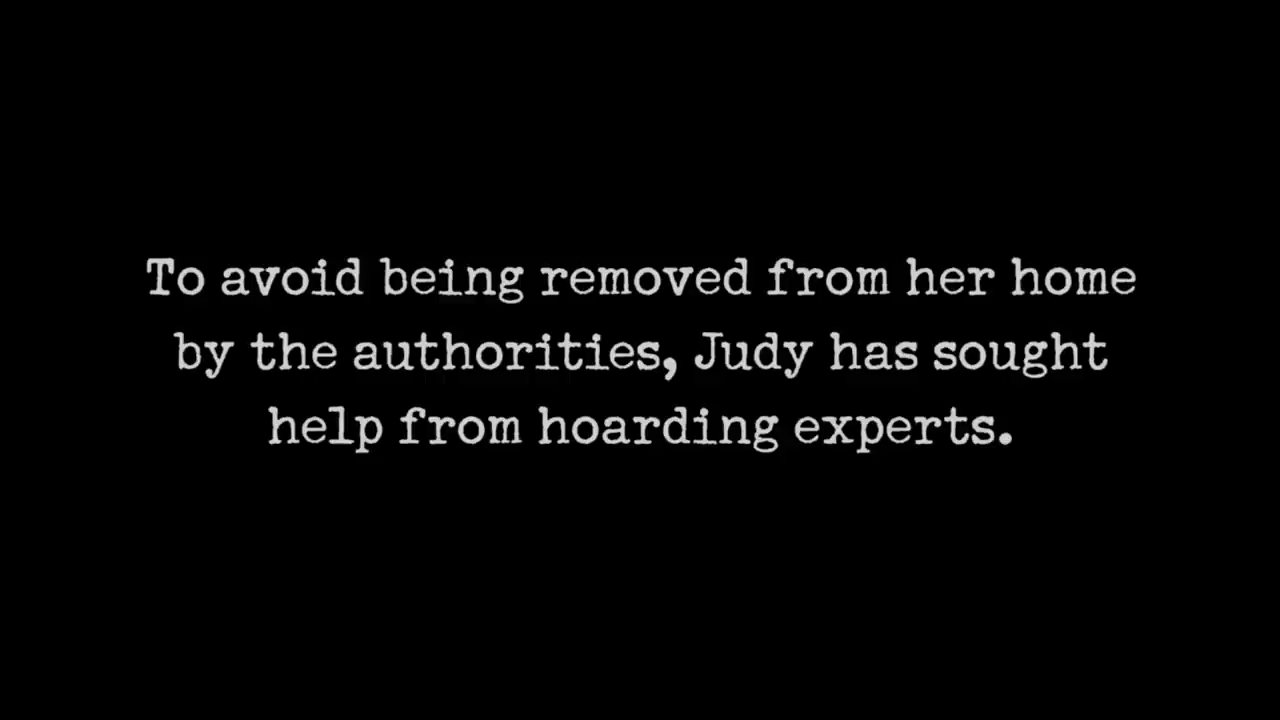 To avoid being removed from her home
by the authorities, Judy has sought
help from hoarding experts.